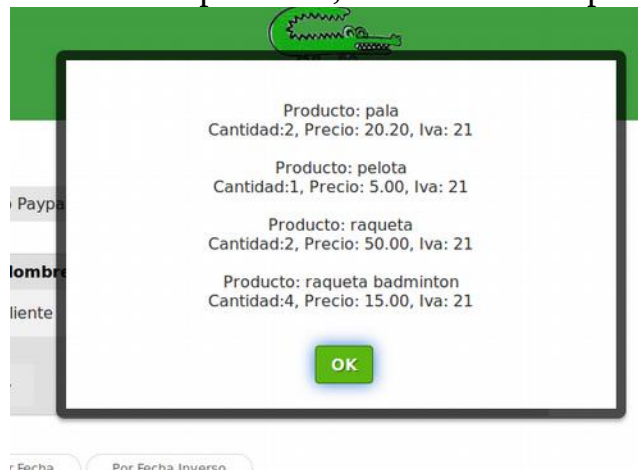 Producto: pala
Cantidad:2, Precio: 20.20, Iva: 21
Producto: pelota
Cantidad:1, Precio: 5.00, Iva: 21
Paypa
Producto: raqueta
Cantidad:2, Precio: 50.00, Iva: 21
ombre
Producto: raqueta badminton
Cantidad:4, Precio: 15.00, Iva: 21
liente
OK
Fecha
Por Fecha Inverso